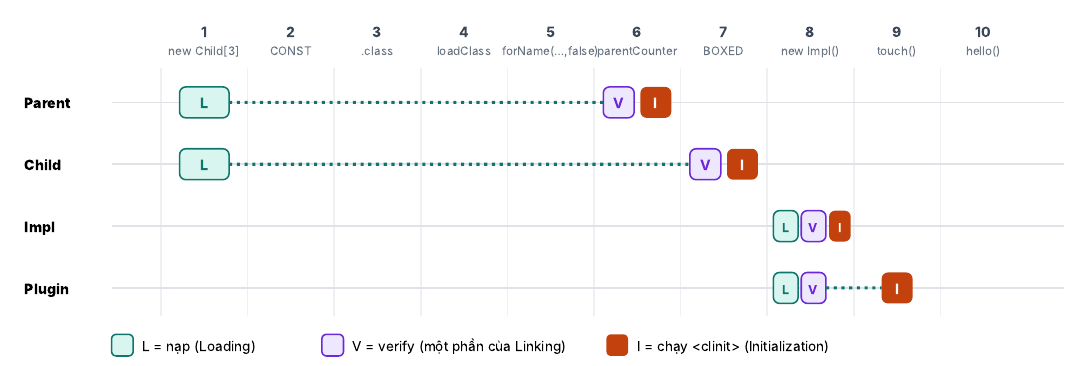 1 2 3 4 5 6 7 8 9 10
new Child[3] CONST .class loadClass forName(...,false) parentCounter BOXED new Impl() touch() hello()
Parent L V I
Child L V I
Impl L V I
Plugin L V I
L = nạp (Loading) V = verify (một phần của Linking) I = chạy <clinit> (Initialization)